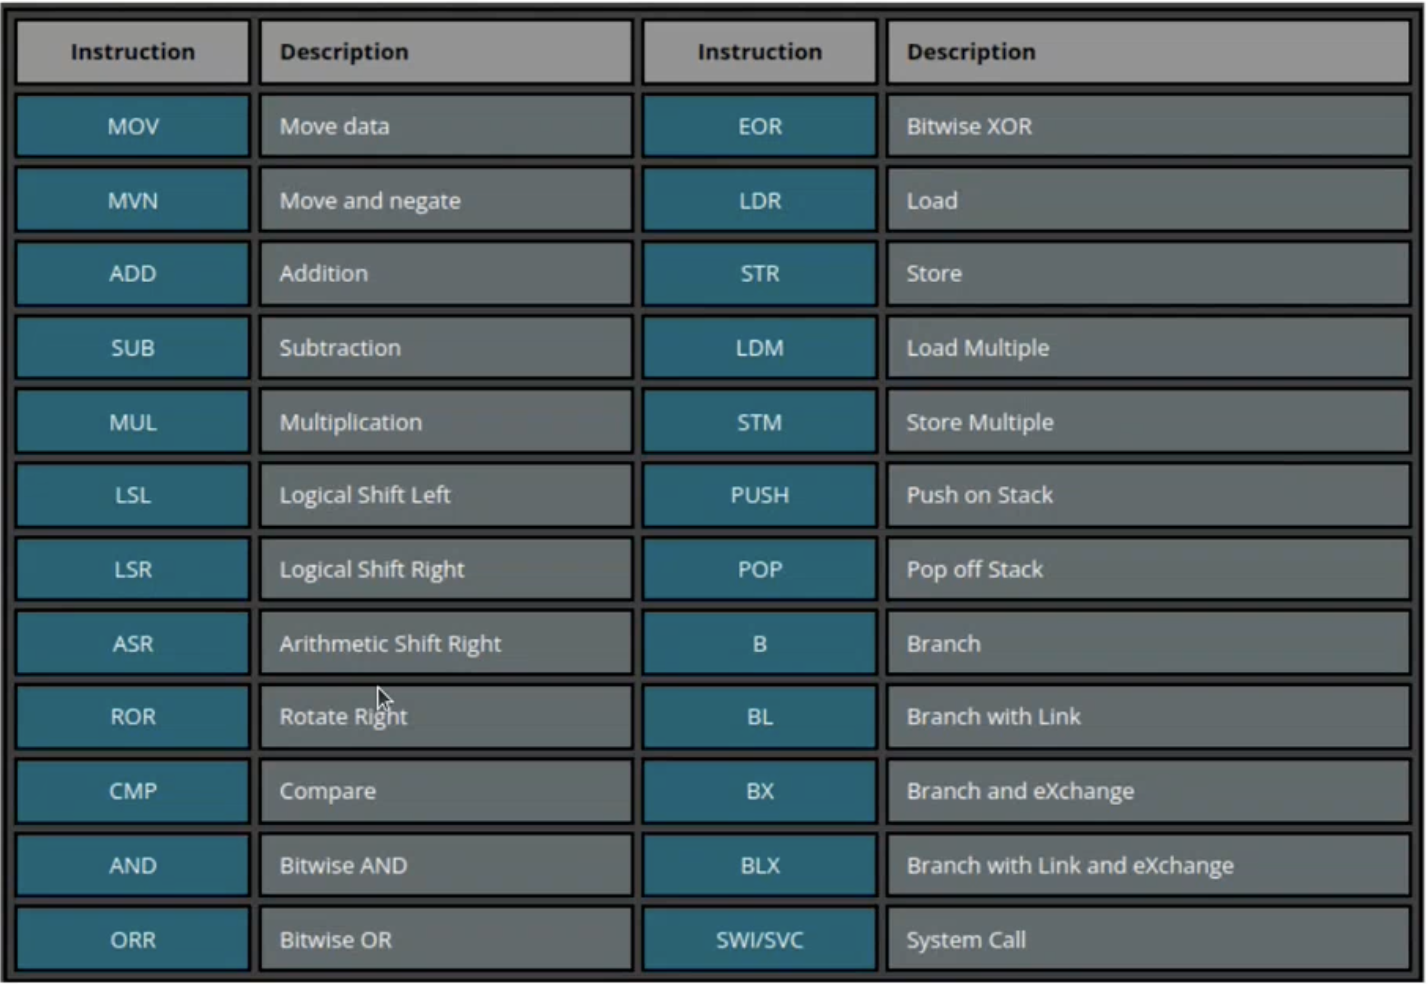 Instruction Description Instruction Description
MOV Move data EOR Bitwise XOR
MVN Move and negate LDR Load
ADD Addition STR Store
SUB Subtraction LDM Load Multiple
MUL Multiplication STM Store Multiple
LSL Logical Shift Left PUSH Push on Stack
LSR Logical Shift Right POP Pop off Stack
ASR Arithmetic Shift Right B Branch
ROR Rotate Right BL Branch with Link
CMP Compare BX Branch and eXchange
AND Bitwise AND BLX Branch with Link and eXchange
ORR Bitwise OR SWI/SVC System Call